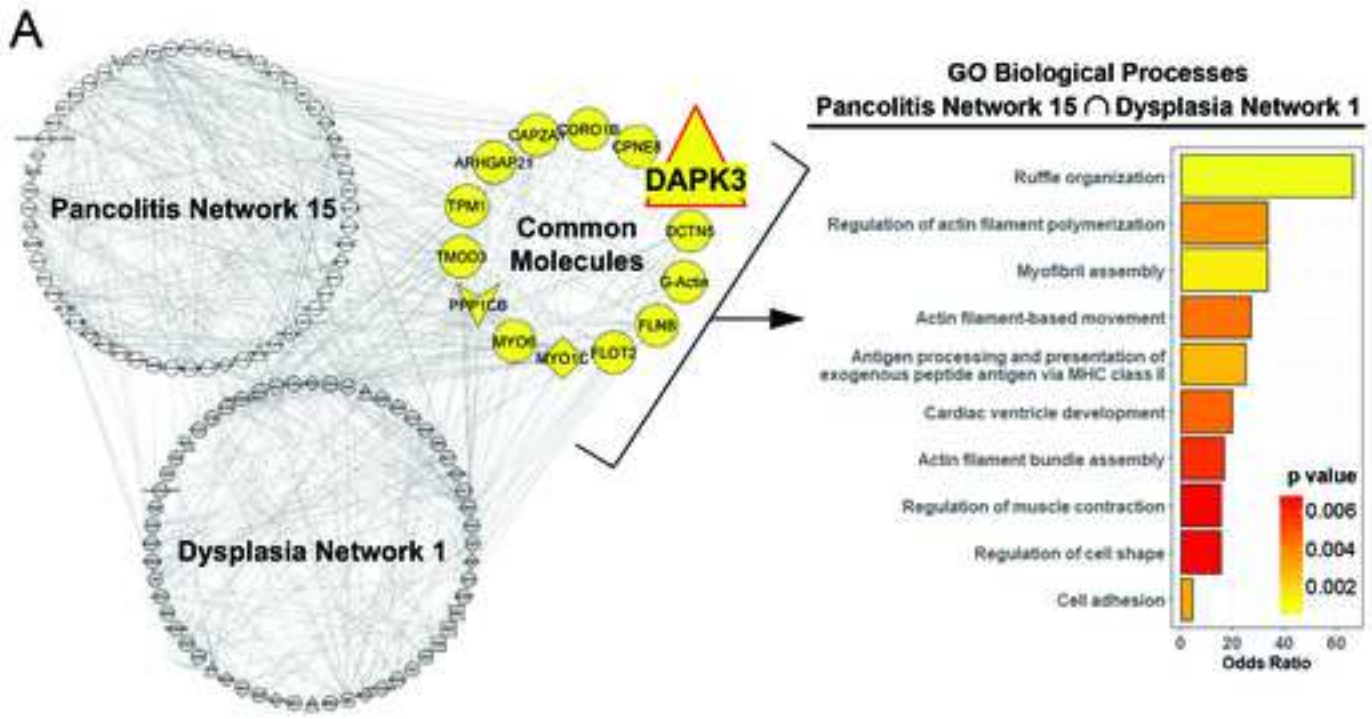 A
Pancolitis Network 15
Dysplasia Network 1
Common
Molecules
CORO1B
CPNE8
DAPK3
DCTN5
G-Actin
FLNB
FLOT2
MYO1C
MYO6
PPP1CB
TMOD3
TPM1
ARHGAP21
GO Biological Processes
Pancolitis Network 15 ∩ Dysplasia Network 1
Ruffle organization
Regulation of actin filament polymerization
Myofibril assembly
Actin filament-based movement
Antigen processing and presentation of
exogenous peptide antigen via MHC class II
Cardiac ventricle development
Actin filament bundle assembly
Regulation of muscle contraction
Regulation of cell shape
Cell adhesion
p value
0.006
0.004
0.002
0 20 40 60
Odds Ratio